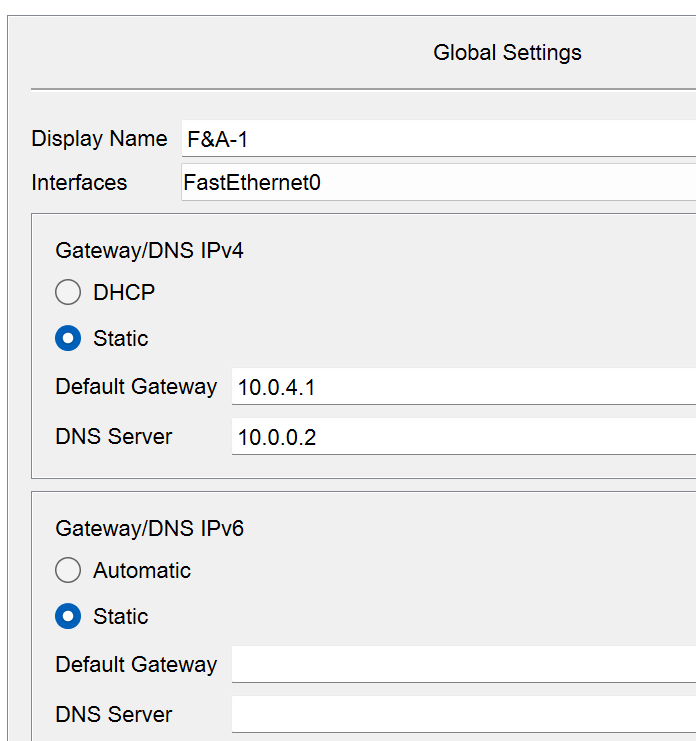 Global Settings
Display Name F&A-1
Interfaces FastEthernet0
Gateway/DNS IPv4
DHCP
Static
Default Gateway 10.0.4.1
DNS Server 10.0.0.2
Gateway/DNS IPv6
Automatic
Static
Default Gateway
DNS Server